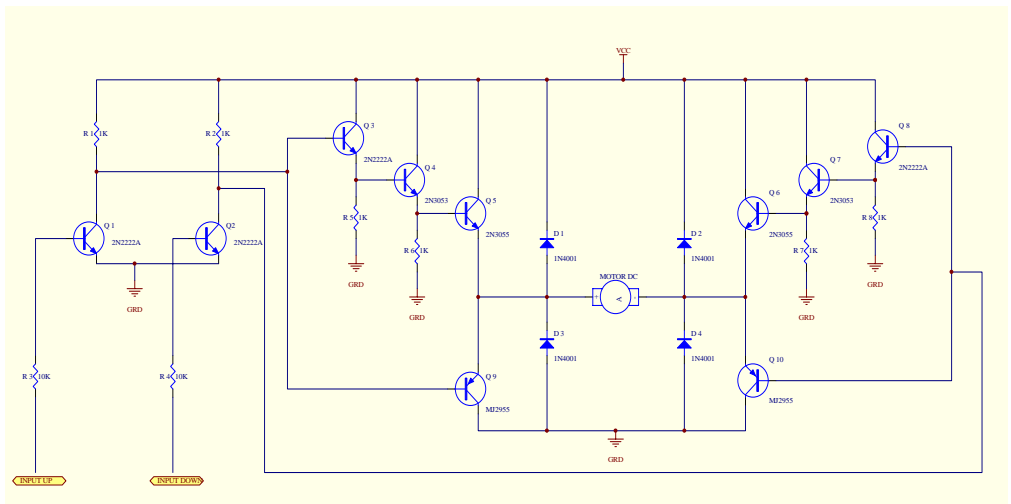 VCC
R 1 1K
R 2 1K
Q 3
2N2222A
Q 8
2N2222A
Q 4
2N3053
Q 7
2N3053
Q 5
2N3055
Q 6
2N3055
R 5 1K
R 8 1K
Q 1
2N2222A
Q2
2N2222A
R 6 1K
R 7 1K
D 1
1N4001
D 2
1N4001
GRD
GRD
GRD
GRD
GRD
MOTOR DC
+ A -
D 3
1N4001
D 4
1N4001
R 3 10K
R 4 10K
Q 9
MJ2955
Q 10
MJ2955
GRD
INPUT UP
INPUT DOWN